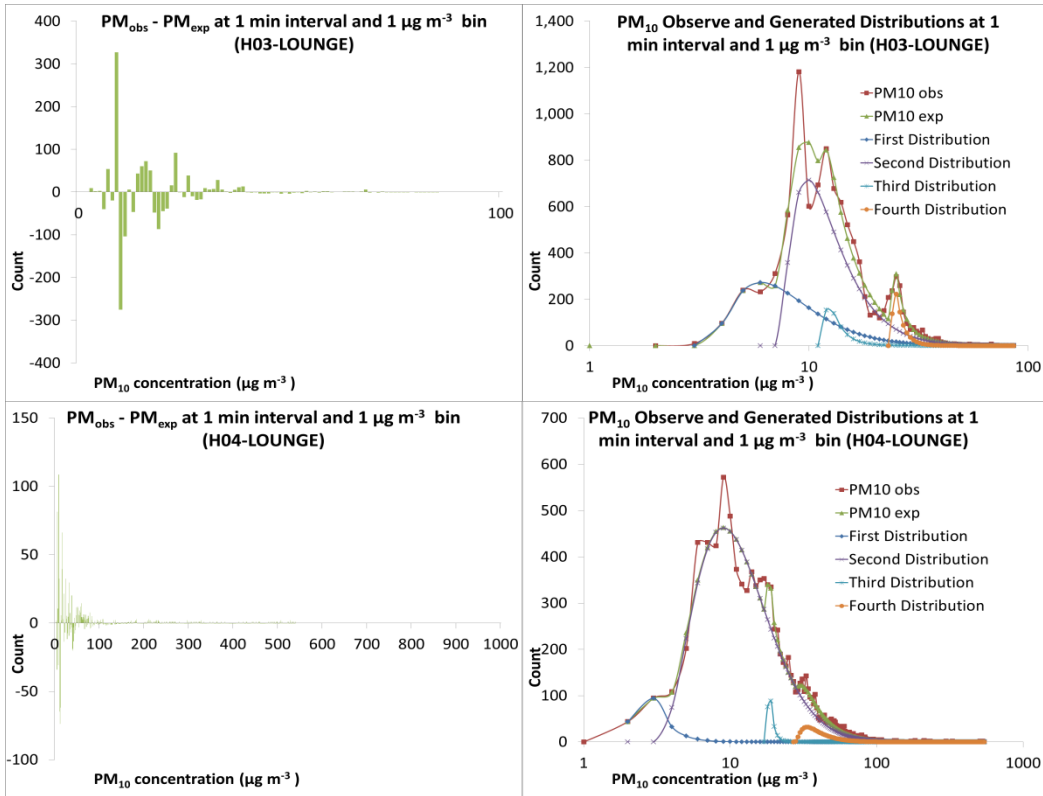 PMobs - PMexp at 1 min interval and 1 µg m⁻³ bin
(H03-LOUNGE)
400
300
200
100
0
-100
-200
-300
-400
0
100
Count
PM10 concentration (µg m⁻³ )
PM10 Observe and Generated Distributions at 1
min interval and 1 µg m⁻³ bin (H03-LOUNGE)
1,400
1,200
1,000
800
600
400
200
0
1
10
100
Count
PM10 obs
PM10 exp
First Distribution
Second Distribution
Third Distribution
Fourth Distribution
PM10 concentration (µg m⁻³ )
PMobs - PMexp at 1 min interval and 1 µg m⁻³ bin
(H04-LOUNGE)
150
100
50
0
-50
-100
0 100 200 300 400 500 600 700 800 900 1000
Count
PM10 concentration (µg m⁻³ )
PM10 Observe and Generated Distributions at 1
min interval and 1 µg m⁻³ bin (H04-LOUNGE)
700
600
500
400
300
200
100
0
1
10
100
1000
Count
PM10 obs
PM10 exp
First Distribution
Second Distribution
Third Distribution
Fourth Distribution
PM10 concentration (µg m⁻³ )